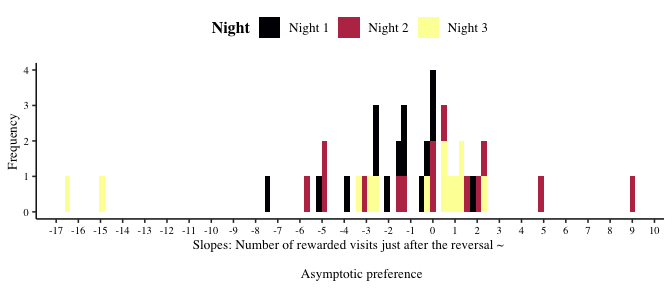 Night Night 1 Night 2 Night 3
4
3
2
1
0
Frequency
-17 -16 -15 -14 -13 -12 -11 -10 -9 -8 -7 -6 -5 -4 -3 -2 -1 0 1 2 3 4 5 6 7 8 9 10
Slopes: Number of rewarded visits just after the reversal ~
Asymptotic preference